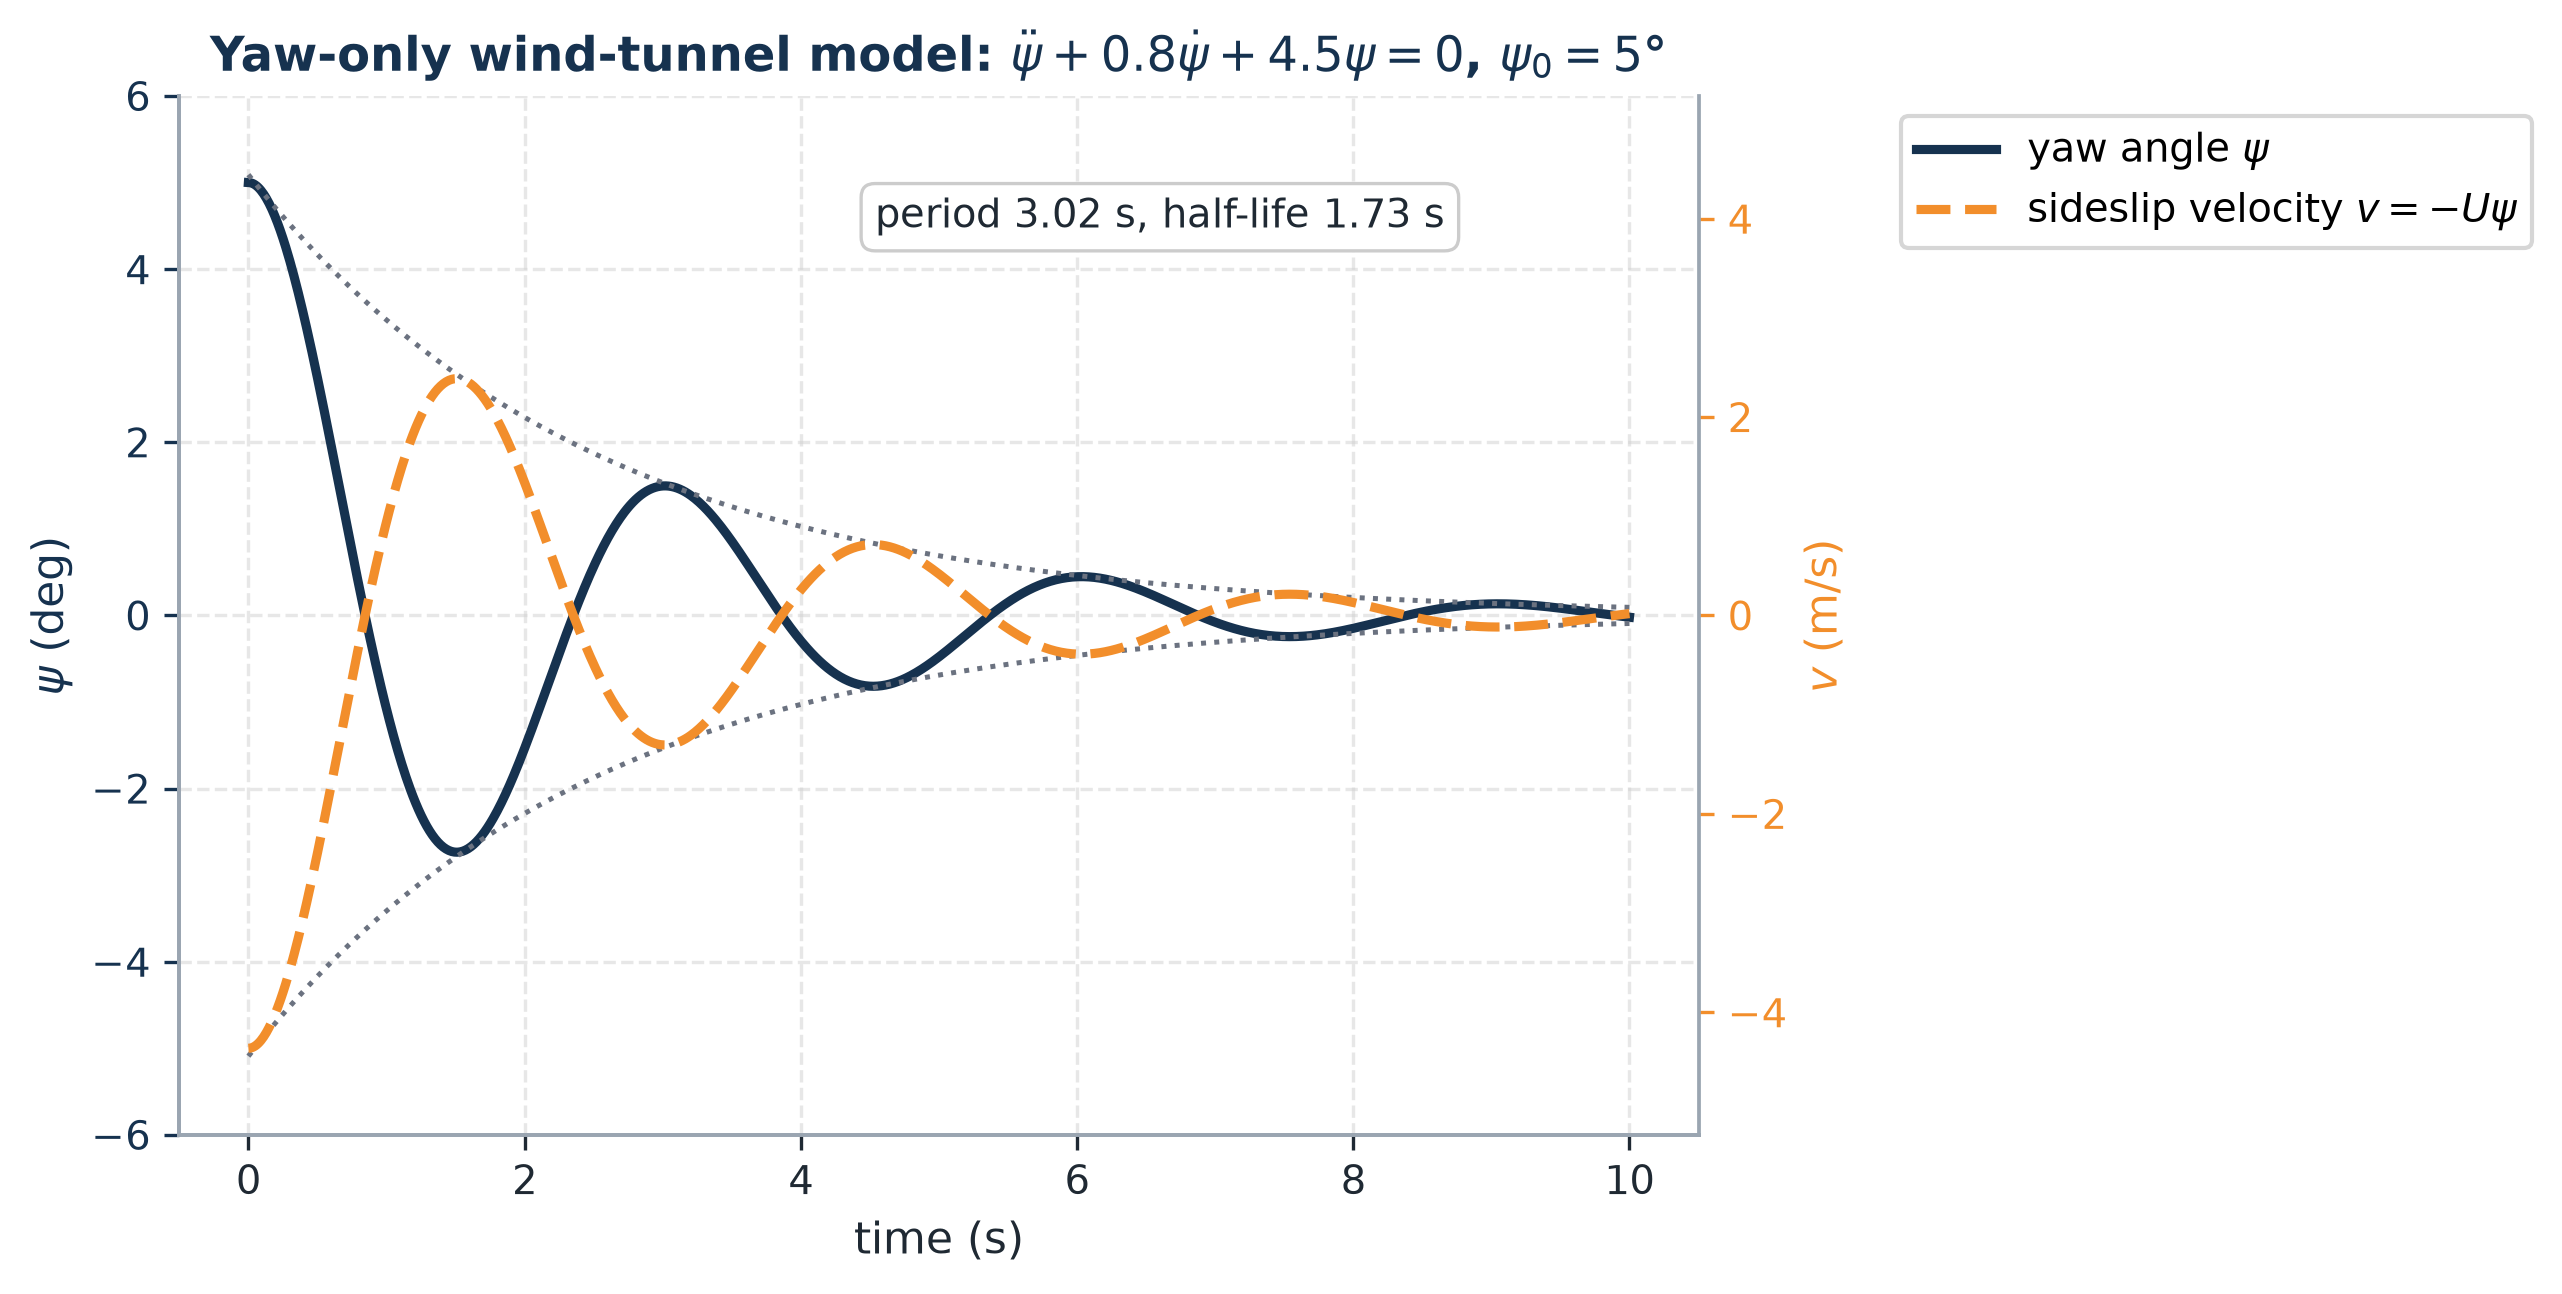 Yaw-only wind-tunnel model: ψ̈ + 0.8ψ̇ + 4.5ψ = 0, ψ₀ = 5°
yaw angle ψ
sideslip velocity v = −Uψ
period 3.02 s, half-life 1.73 s
6
4
2
0
−2
−4
−6
ψ (deg)
4
2
0
−2
−4
v (m/s)
0 2 4 6 8 10
time (s)